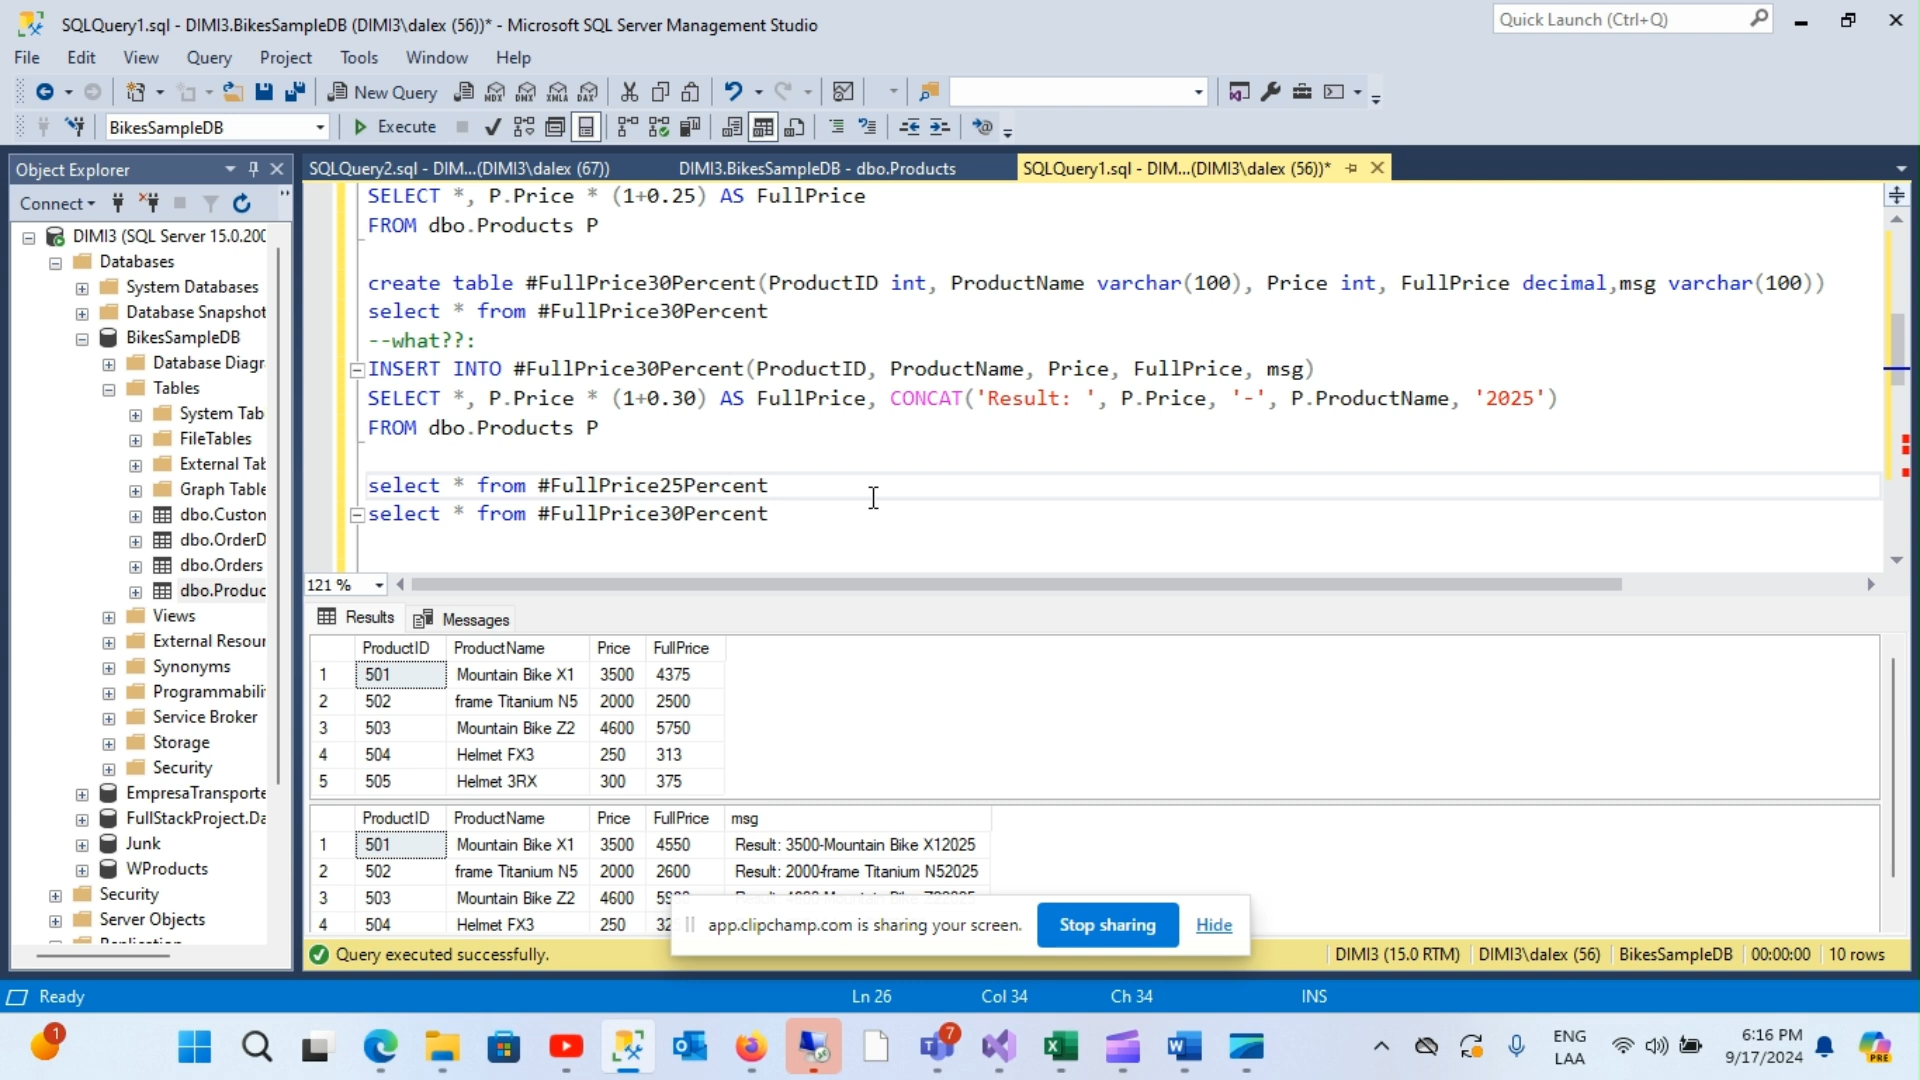 SQLQuery1.sql - DIMI3.BikesSampleDB (DIMI3\dalex (56))* - Microsoft SQL Server Management Studio
Quick Launch (Ctrl+Q)
File Edit View Query Project Tools Window Help
New Query
BikesSampleDB
Execute
Object Explorer
SQLQuery2.sql - DIM...(DIMI3\dalex (67))
DIMI3.BikesSampleDB - dbo.Products
SQLQuery1.sql - DIM...(DIMI3\dalex (56))*
Connect
DIMI3 (SQL Server 15.0.200
Databases
System Databases
Database Snapshot
BikesSampleDB
Database Diagr
Tables
System Tab
FileTables
External Tab
Graph Table
dbo.Custon
dbo.OrderD
dbo.Orders
dbo.Produc
Views
External Resour
Synonyms
Programmabili
Service Broker
Storage
Security
EmpresaTransporte
FullStackProject.Da
Junk
WProducts
Security
Server Objects
SELECT *, P.Price * (1+0.25) AS FullPrice
FROM dbo.Products P
create table #FullPrice30Percent(ProductID int, ProductName varchar(100), Price int, FullPrice decimal,msg varchar(100))
select * from #FullPrice30Percent
--what??:
INSERT INTO #FullPrice30Percent(ProductID, ProductName, Price, FullPrice, msg)
SELECT *, P.Price * (1+0.30) AS FullPrice, CONCAT('Result: ', P.Price, '-', P.ProductName, '2025')
FROM dbo.Products P
select * from #FullPrice25Percent
select * from #FullPrice30Percent
121 %
Results Messages
ProductID ProductName Price FullPrice
1 501 Mountain Bike X1 3500 4375
2 502 frame Titanium N5 2000 2500
3 503 Mountain Bike Z2 4600 5750
4 504 Helmet FX3 250 313
5 505 Helmet 3RX 300 375
ProductID ProductName Price FullPrice msg
1 501 Mountain Bike X1 3500 4550 Result: 3500-Mountain Bike X12025
2 502 frame Titanium N5 2000 2600 Result: 2000-frame Titanium N52025
3 503 Mountain Bike Z2 4600
4 504 Helmet FX3 250
app.clipchamp.com is sharing your screen. Stop sharing Hide
Query executed successfully.
DIMI3 (15.0 RTM) DIMI3\dalex (56) BikesSampleDB 00:00:00 10 rows
Ready
Ln 26 Col 34 Ch 34 INS
1
7
ENG
LAA
6:16 PM
9/17/2024
PRE